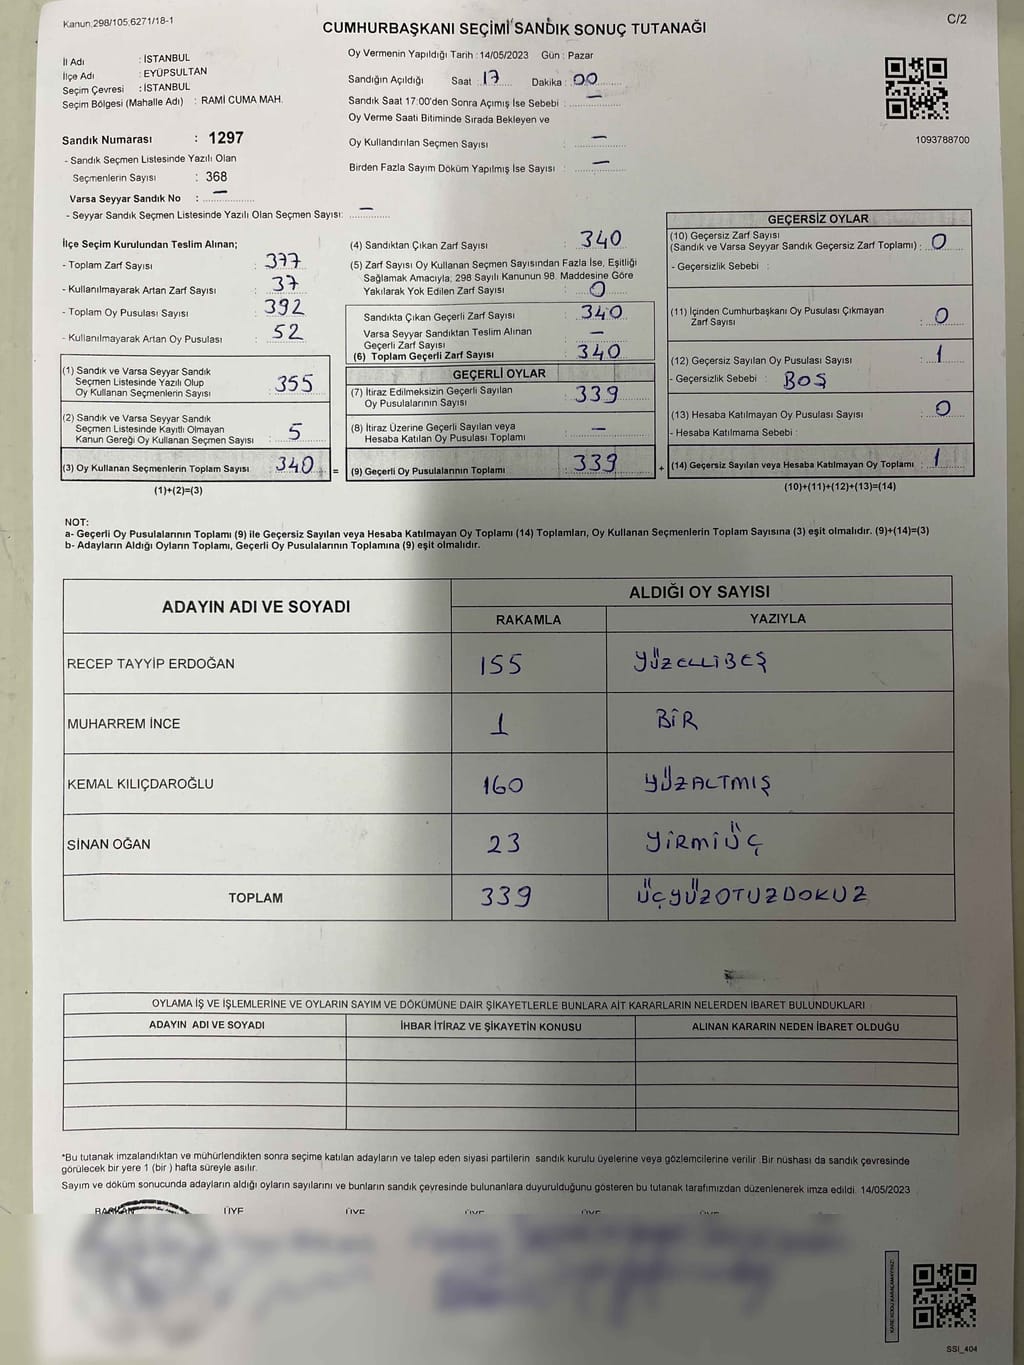 Kanun.298/105,6271/18-1
C/2
CUMHURBAŞKANI SEÇİMİ SANDIK SONUÇ TUTANAĞI
İl Adı : İSTANBUL
İlçe Adı : EYÜPSULTAN
Seçim Çevresi : İSTANBUL
Seçim Bölgesi (Mahalle Adı) : RAMİ CUMA MAH.
Sandık Numarası : 1297
- Sandık Seçmen Listesinde Yazılı Olan
Seçmenlerin Sayısı : 368
Varsa Seyyar Sandık No : —
- Seyyar Sandık Seçmen Listesinde Yazılı Olan Seçmen Sayısı: —
Oy Vermenin Yapıldığı Tarih : 14/05/2023 Gün : Pazar
Sandığın Açıldığı Saat : 17 Dakika : 00
Sandık Saat 17:00'den Sonra Açımış İse Sebebi : —
Oy Verme Saati Bitiminde Sırada Bekleyen ve
Oy Kullandırılan Seçmen Sayısı : —
Birden Fazla Sayım Döküm Yapılmış İse Sayısı : —
1093788700
İlçe Seçim Kurulundan Teslim Alınan;
- Toplam Zarf Sayısı : 377
- Kullanılmayarak Artan Zarf Sayısı : 37
- Toplam Oy Pusulası Sayısı : 392
- Kullanılmayarak Artan Oy Pusulası : 52
(1) Sandık ve Varsa Seyyar Sandık
Seçmen Listesinde Yazılı Olup
Oy Kullanan Seçmenlerin Sayısı : 355
(2) Sandık ve Varsa Seyyar Sandık
Seçmen Listesinde Kayıtlı Olmayan
Kanun Gereği Oy Kullanan Seçmen Sayısı : 5
(3) Oy Kullanan Seçmenlerin Toplam Sayısı : 340 =
(1)+(2)=(3)
(4) Sandıktan Çıkan Zarf Sayısı : 340
(5) Zarf Sayısı Oy Kullanan Seçmen Sayısından Fazla İse, Eşitliği
Sağlamak Amacıyla, 298 Sayılı Kanunun 98. Maddesine Göre
Yakılarak Yok Edilen Zarf Sayısı : 0
Sandıkta Çıkan Geçerli Zarf Sayısı : 340
Varsa Seyyar Sandıktan Teslim Alınan
Geçerli Zarf Sayısı : —
(6) Toplam Geçerli Zarf Sayısı : 340
GEÇERLİ OYLAR
(7) İtiraz Edilmeksizin Geçerli Sayılan
Oy Pusulalarının Sayısı : 339
(8) İtiraz Üzerine Geçerli Sayılan veya
Hesaba Katılan Oy Pusulası Toplamı : —
(9) Geçerli Oy Pusulalarının Toplamı : 339 +
GEÇERSİZ OYLAR
(10) Geçersiz Zarf Sayısı
(Sandık ve Varsa Seyyar Sandık Geçersiz Zarf Toplamı) : 0
- Geçersizlik Sebebi :
(11) İçinden Cumhurbaşkanı Oy Pusulası Çıkmayan
Zarf Sayısı : 0
(12) Geçersiz Sayılan Oy Pusulası Sayısı : 1
- Geçersizlik Sebebi : BOŞ
(13) Hesaba Katılmayan Oy Pusulası Sayısı : 0
- Hesaba Katılmama Sebebi :
(14) Geçersiz Sayılan veya Hesaba Katılmayan Oy Toplamı : 1
(10)+(11)+(12)+(13)=(14)
NOT:
a- Geçerli Oy Pusulalarının Toplamı (9) ile Geçersiz Sayılan veya Hesaba Katılmayan Oy Toplamı (14) Toplamları, Oy Kullanan Seçmenlerin Toplam Sayısına (3) eşit olmalıdır. (9)+(14)=(3)
b- Adayların Aldığı Oyların Toplamı, Geçerli Oy Pusulalarının Toplamına (9) eşit olmalıdır.
ADAYIN ADI VE SOYADI
ALDIĞI OY SAYISI
RAKAMLA YAZIYLA
RECEP TAYYİP ERDOĞAN 155 YÜZELLİBEŞ
MUHARREM İNCE 1 BİR
KEMAL KILIÇDAROĞLU 160 YÜZALTMIŞ
SİNAN OĞAN 23 YİRMİÜÇ
TOPLAM 339 ÜÇYÜZOTUZDOKUZ
OYLAMA İŞ VE İŞLEMLERİNE VE OYLARIN SAYIM VE DÖKÜMÜNE DAİR ŞİKAYETLERLE BUNLARA AİT KARARLARIN NELERDEN İBARET BULUNDUKLARI
ADAYIN ADI VE SOYADI İHBAR İTİRAZ VE ŞİKAYETİN KONUSU ALINAN KARARIN NEDEN İBARET OLDUĞU
*Bu tutanak imzalandıktan ve mühürlendikten sonra seçime katılan adayların ve talep eden siyasi partilerin sandık kurulu üyelerine veya gözlemcilerine verilir .Bir nüshası da sandık çevresinde
görülecek bir yere 1 (bir ) hafta süreyle asılır.
Sayım ve döküm sonucunda adayların aldığı oyların sayılarını ve bunların sandık çevresinde bulunanlara duyurulduğunu gösteren bu tutanak tarafımızdan düzenlenerek imza edildi. 14/05/2023
BAŞKAN ÜYE ÜYE ÜYE ÜYE ÜYE
SSI_404